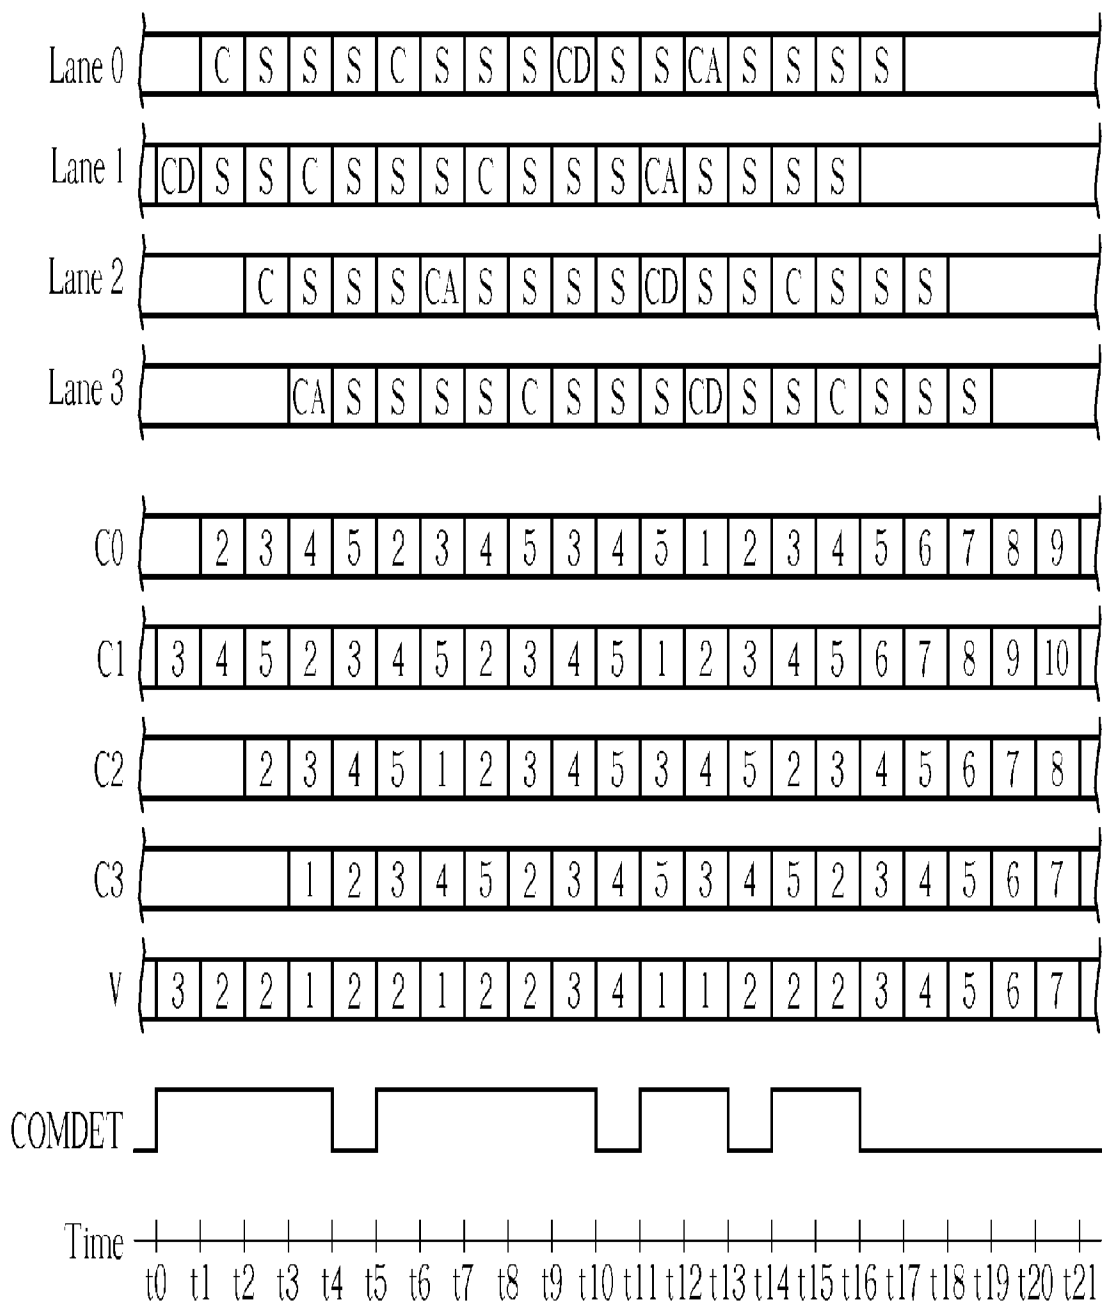 Lane 0 C S S S C S S S CD S S CA S S S S
Lane 1 CD S S C S S S C S S S CA S S S S
Lane 2 C S S S CA S S S S CD S S C S S S
Lane 3 CA S S S S C S S S CD S S C S S S
C0 2 3 4 5 2 3 4 5 3 4 5 1 2 3 4 5 6 7 8 9
C1 3 4 5 2 3 4 5 2 3 4 5 1 2 3 4 5 6 7 8 9 10
C2 2 3 4 5 1 2 3 4 5 3 4 5 2 3 4 5 6 7 8
C3 1 2 3 4 5 2 3 4 5 3 4 5 2 3 4 5 6 7
V 3 2 2 1 2 2 1 2 2 3 4 1 1 2 2 2 3 4 5 6 7
COMDET
Time
t0 t1 t2 t3 t4 t5 t6 t7 t8 t9 t10 t11 t12 t13 t14 t15 t16 t17 t18 t19 t20 t21